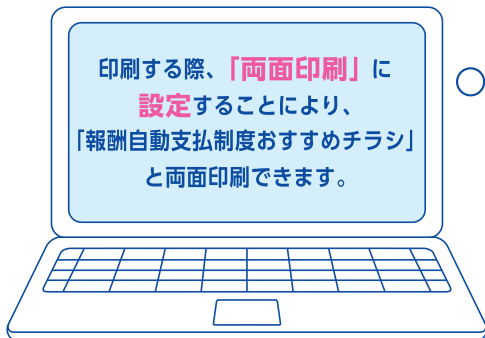 印刷する際、「両面印刷」に
設定することにより、
「報酬自動支払制度おすすめチラシ」
と両面印刷できます。